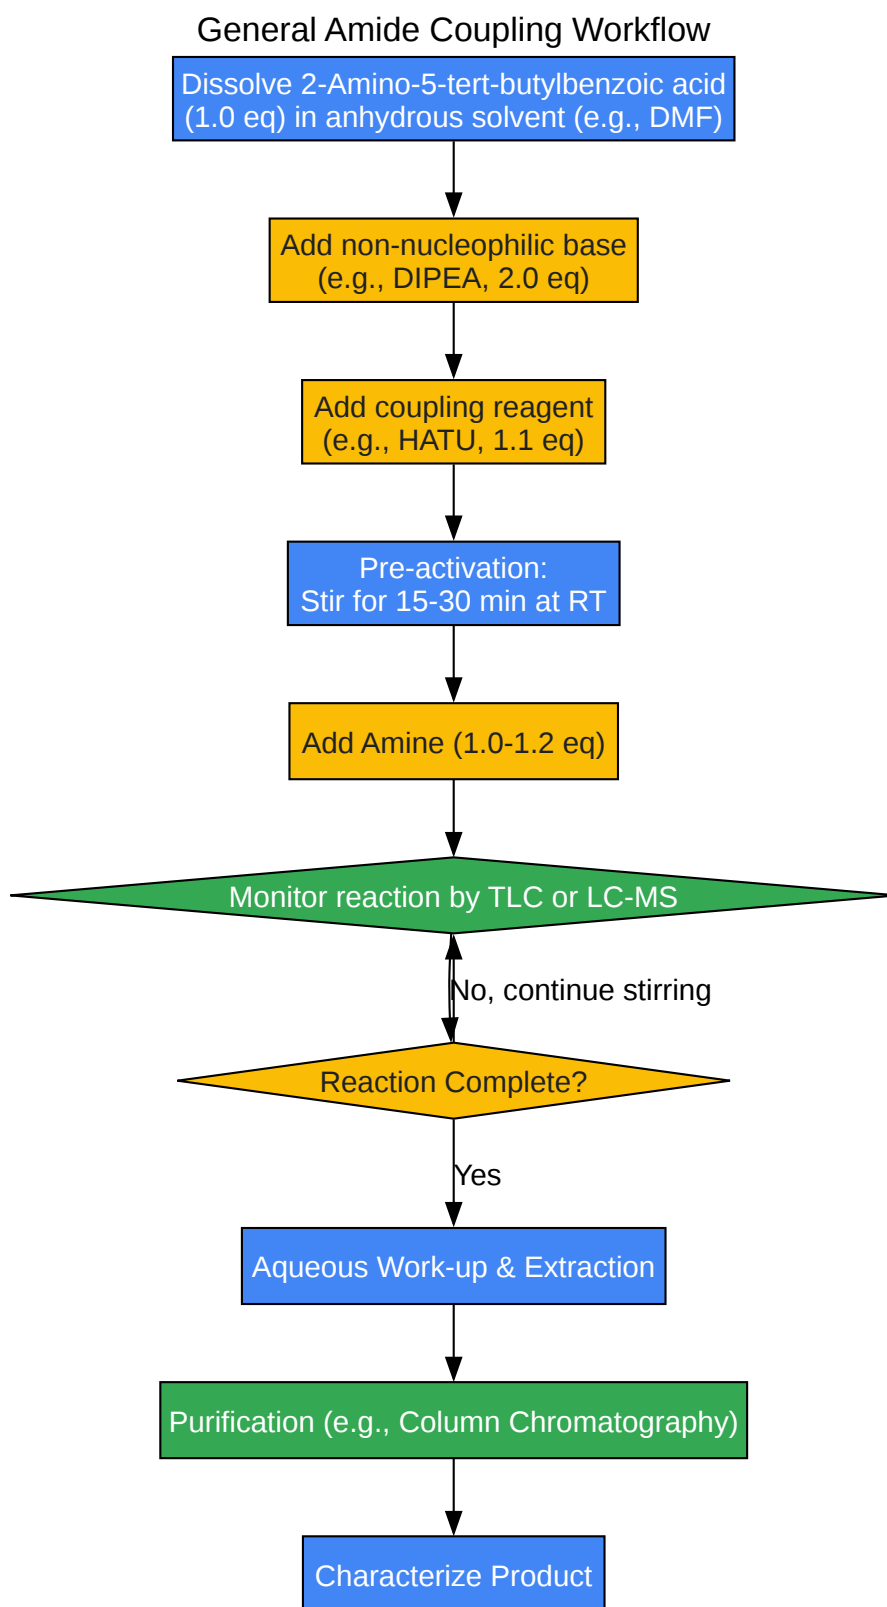 General Amide Coupling Workflow
Dissolve 2-Amino-5-tert-butylbenzoic acid
(1.0 eq) in anhydrous solvent (e.g., DMF)
Add non-nucleophilic base
(e.g., DIPEA, 2.0 eq)
Add coupling reagent
(e.g., HATU, 1.1 eq)
Pre-activation:
Stir for 15-30 min at RT
Add Amine (1.0-1.2 eq)
Monitor reaction by TLC or LC-MS
No, continue stirring
Reaction Complete?
Yes
Aqueous Work-up & Extraction
Purification (e.g., Column Chromatography)
Characterize Product